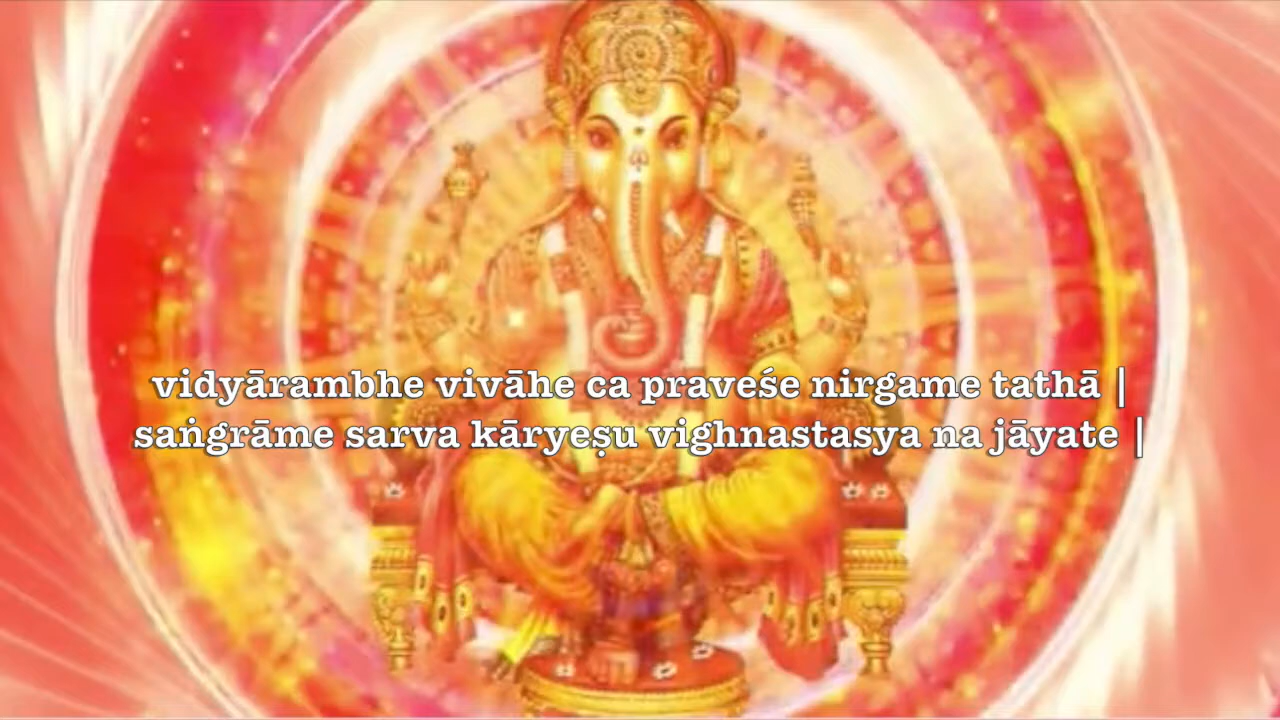 vidyārambhe vivāhe ca praveśe nirgame tathā |
saṅgrāme sarva kāryeṣu vighnastasya na jāyate |